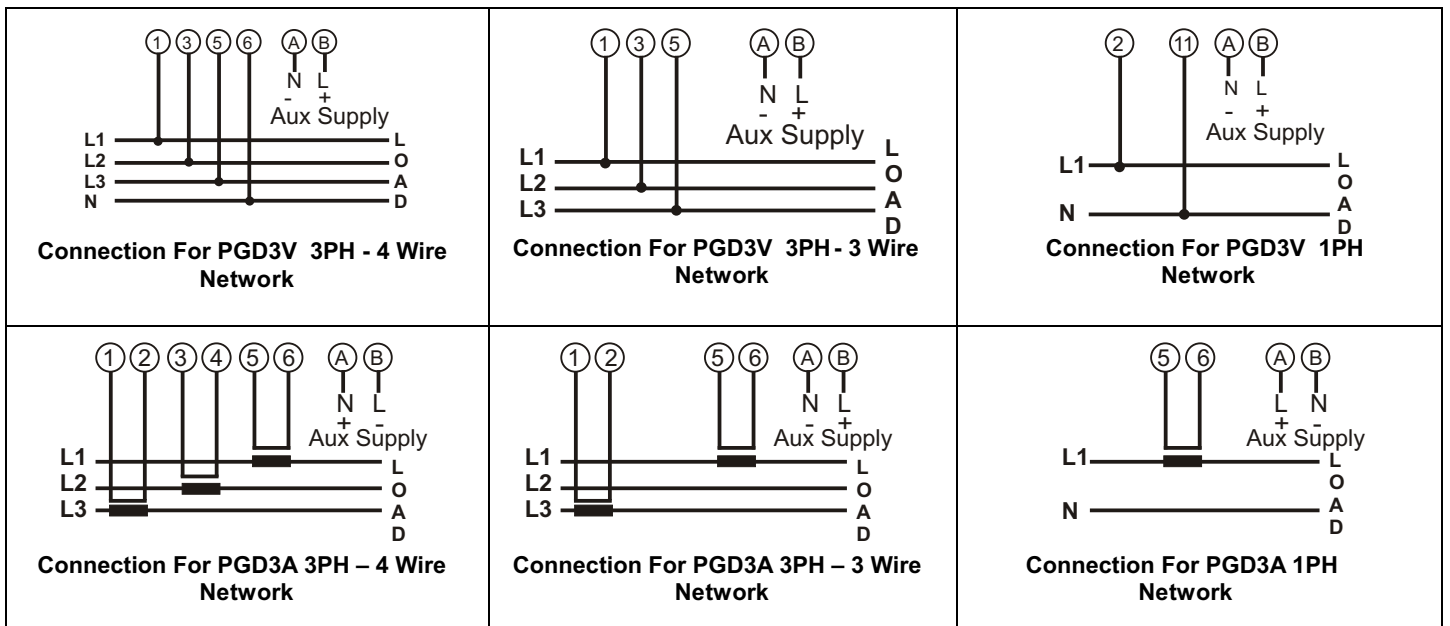 1 3 5 6 A B
N L
- +
Aux Supply
L1 L
L2 O
L3 A
N D
Connection For PGD3V 3PH - 4 Wire
Network
1 3 5 A B
N L
- +
Aux Supply
L
L1
O
L2
A
L3
D
Connection For PGD3V 3PH - 3 Wire
Network
2 11 A B
N L
- +
Aux Supply
L1 L
O
N A
D
Connection For PGD3V 1PH
Network
1 2 3 4 5 6 A B
N L
+ -
Aux Supply
L1 L
L2 O
L3 A
D
Connection For PGD3A 3PH – 4 Wire
Network
1 2 5 6 A B
N L
- +
Aux Supply
L1 L
L2 O
L3 A
D
Connection For PGD3A 3PH – 3 Wire
Network
5 6 A B
L N
+ -
Aux Supply
L1 L
O
N A
D
Connection For PGD3A 1PH
Network